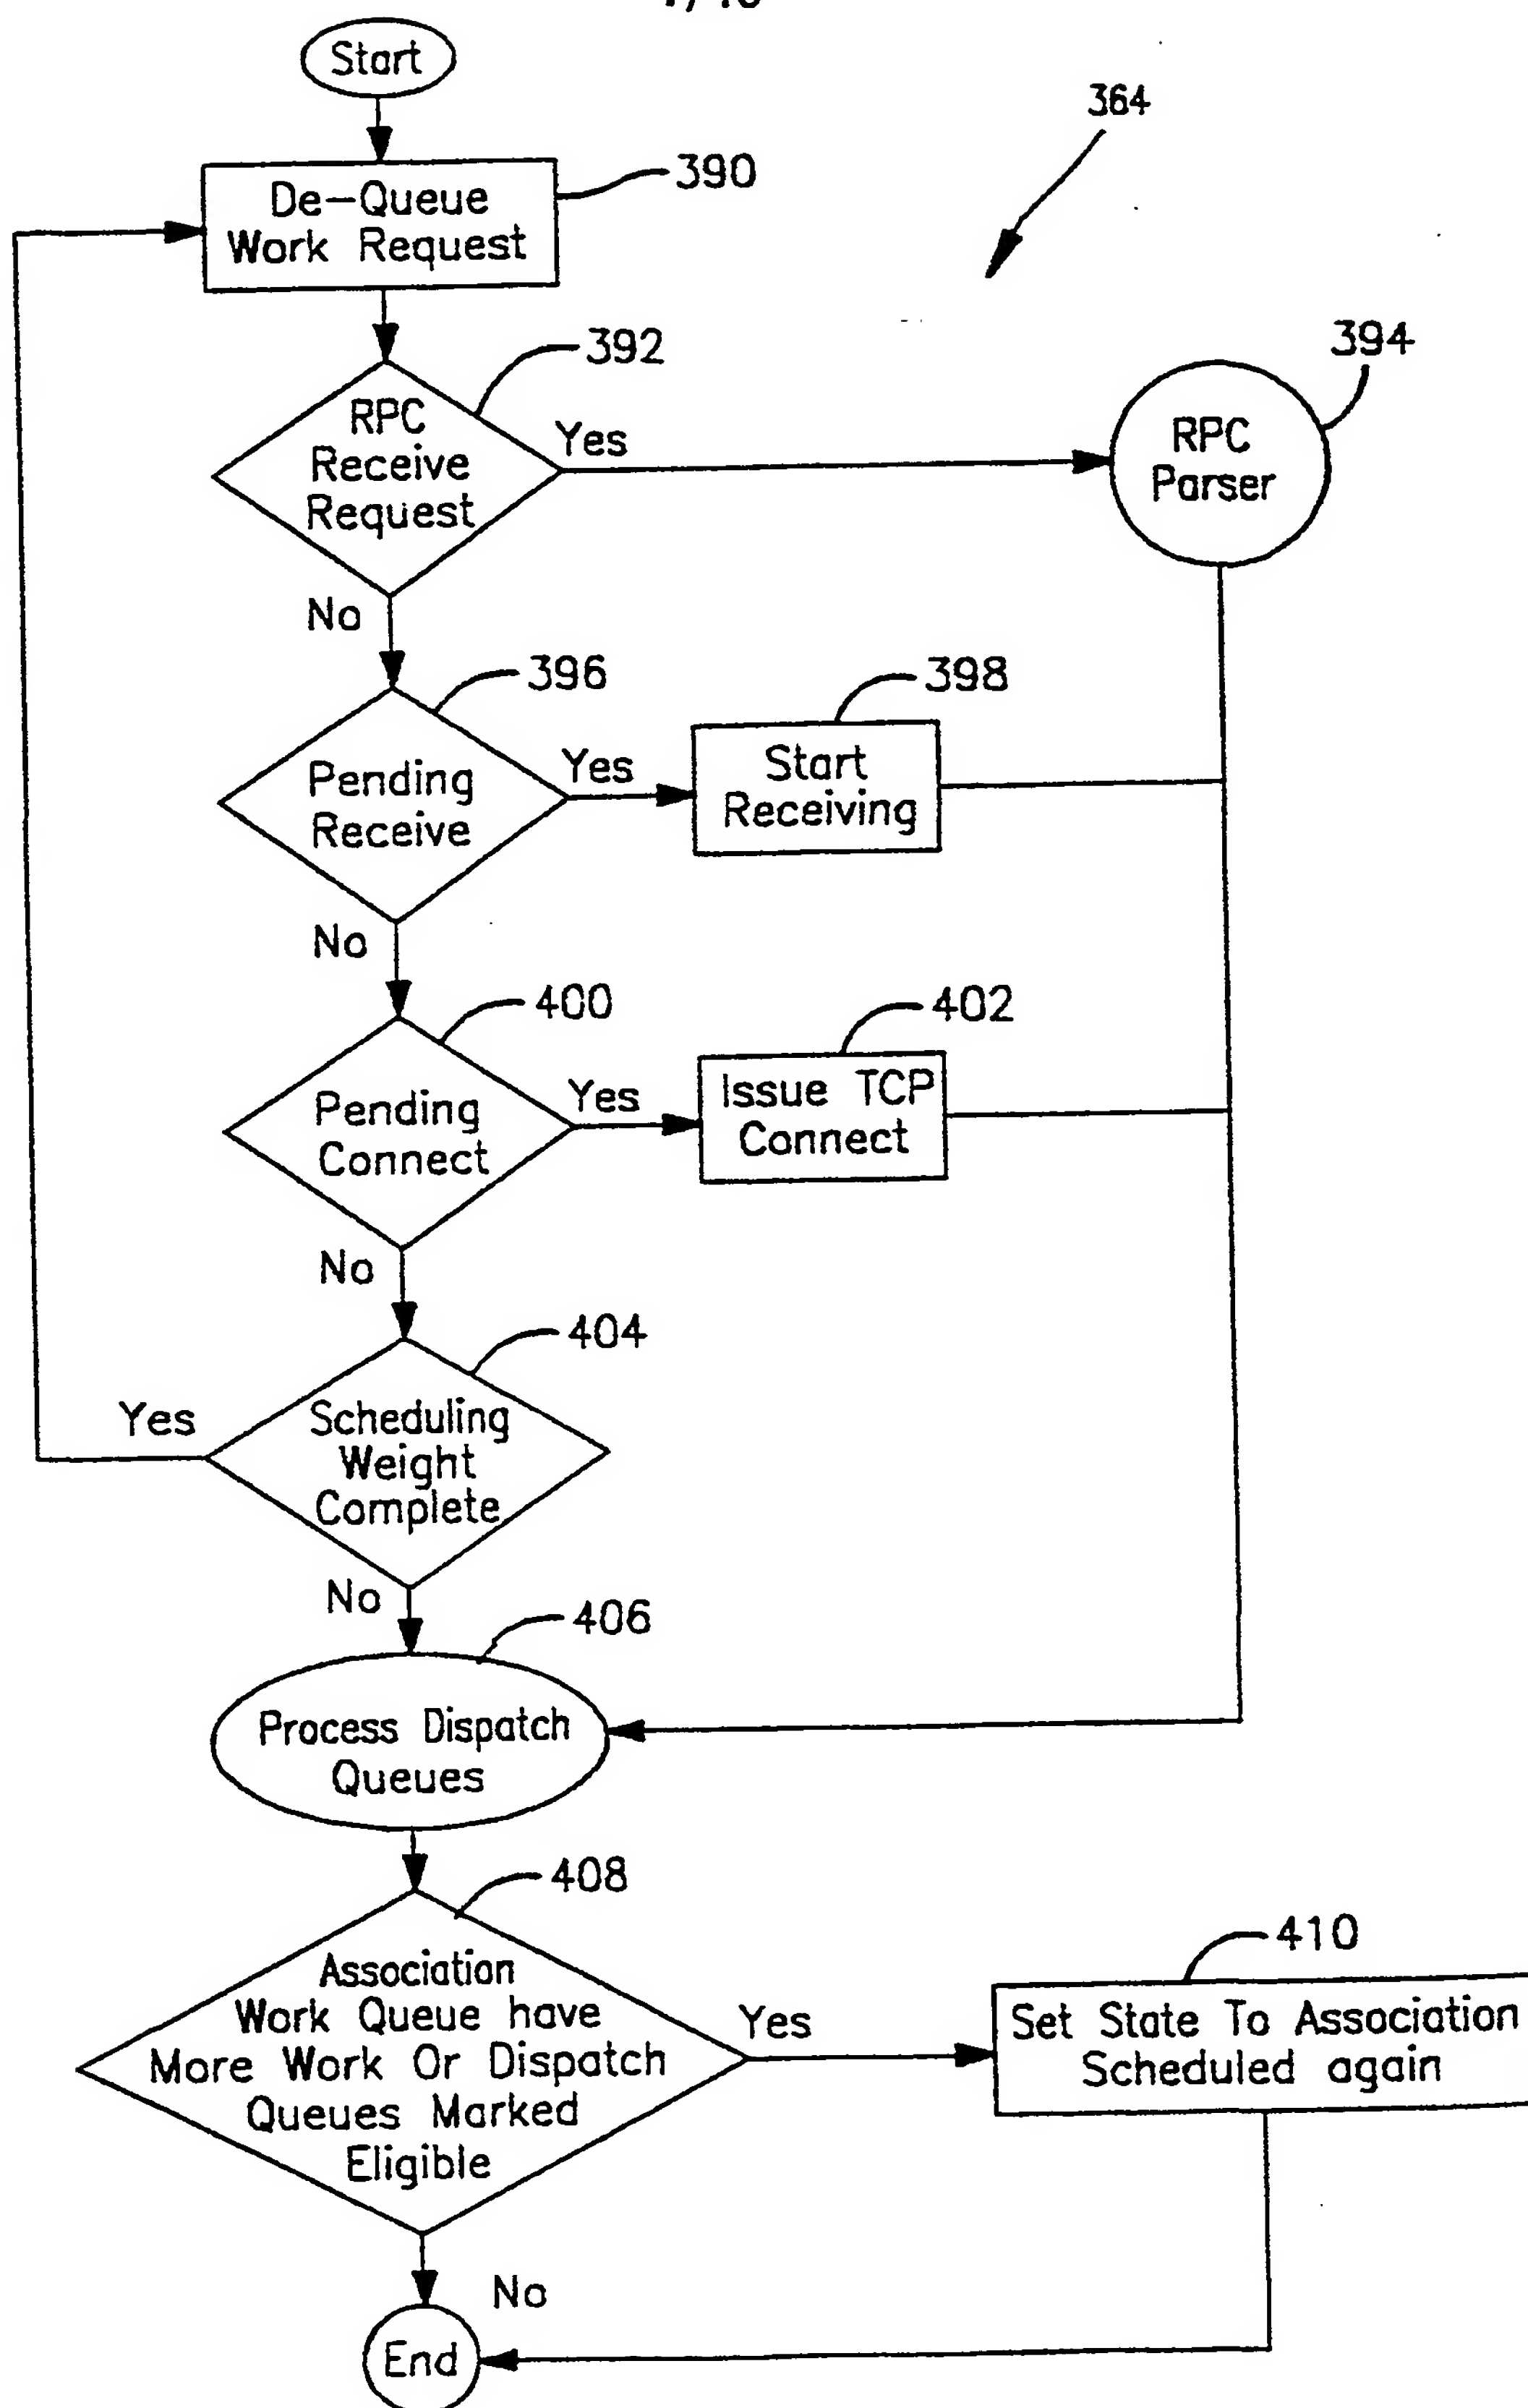 Start
364
De-Queue
Work Request
390
392
RPC
Receive
Request
Yes
394
RPC
Parser
No
396
Pending
Receive
Yes
398
Start
Receiving
No
400
Pending
Connect
Yes
402
Issue TCP
Connect
No
404
Scheduling
Weight
Complete
Yes
No
406
Process Dispatch
Queues
408
Association
Work Queue have
More Work Or Dispatch
Queues Marked
Eligible
Yes
410
Set State To Association
Scheduled again
No
End